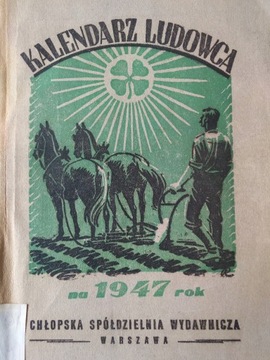 KALENDARZ LUDOWCA
na 1947 rok
CHŁOPSKA SPÓŁDZIELNIA WYDAWNICZA
WARSZAWA